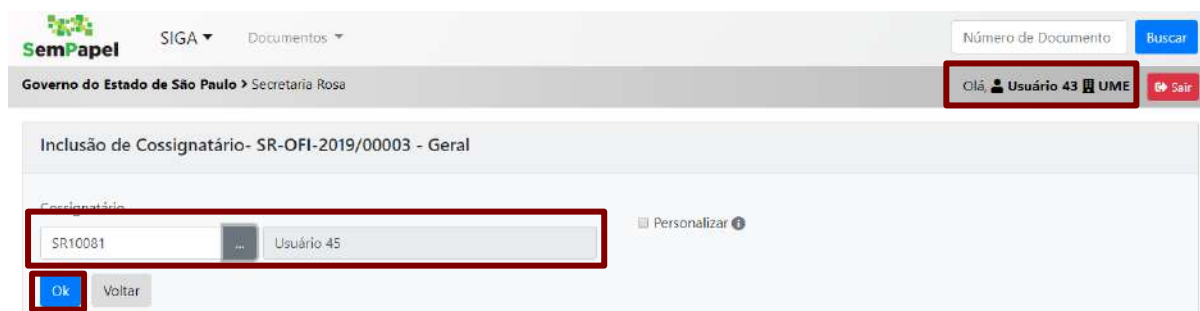 SemPapel SIGA Documentos Número de Documento Buscar
Governo do Estado de São Paulo > Secretaria Rosa Olá, Usuário 43 UME Sair
Inclusão de Cossignatário- SR-OFI-2019/00003 - Geral
Cossignatário
Personalizar
SR10081 ... Usuário 45
Ok Voltar